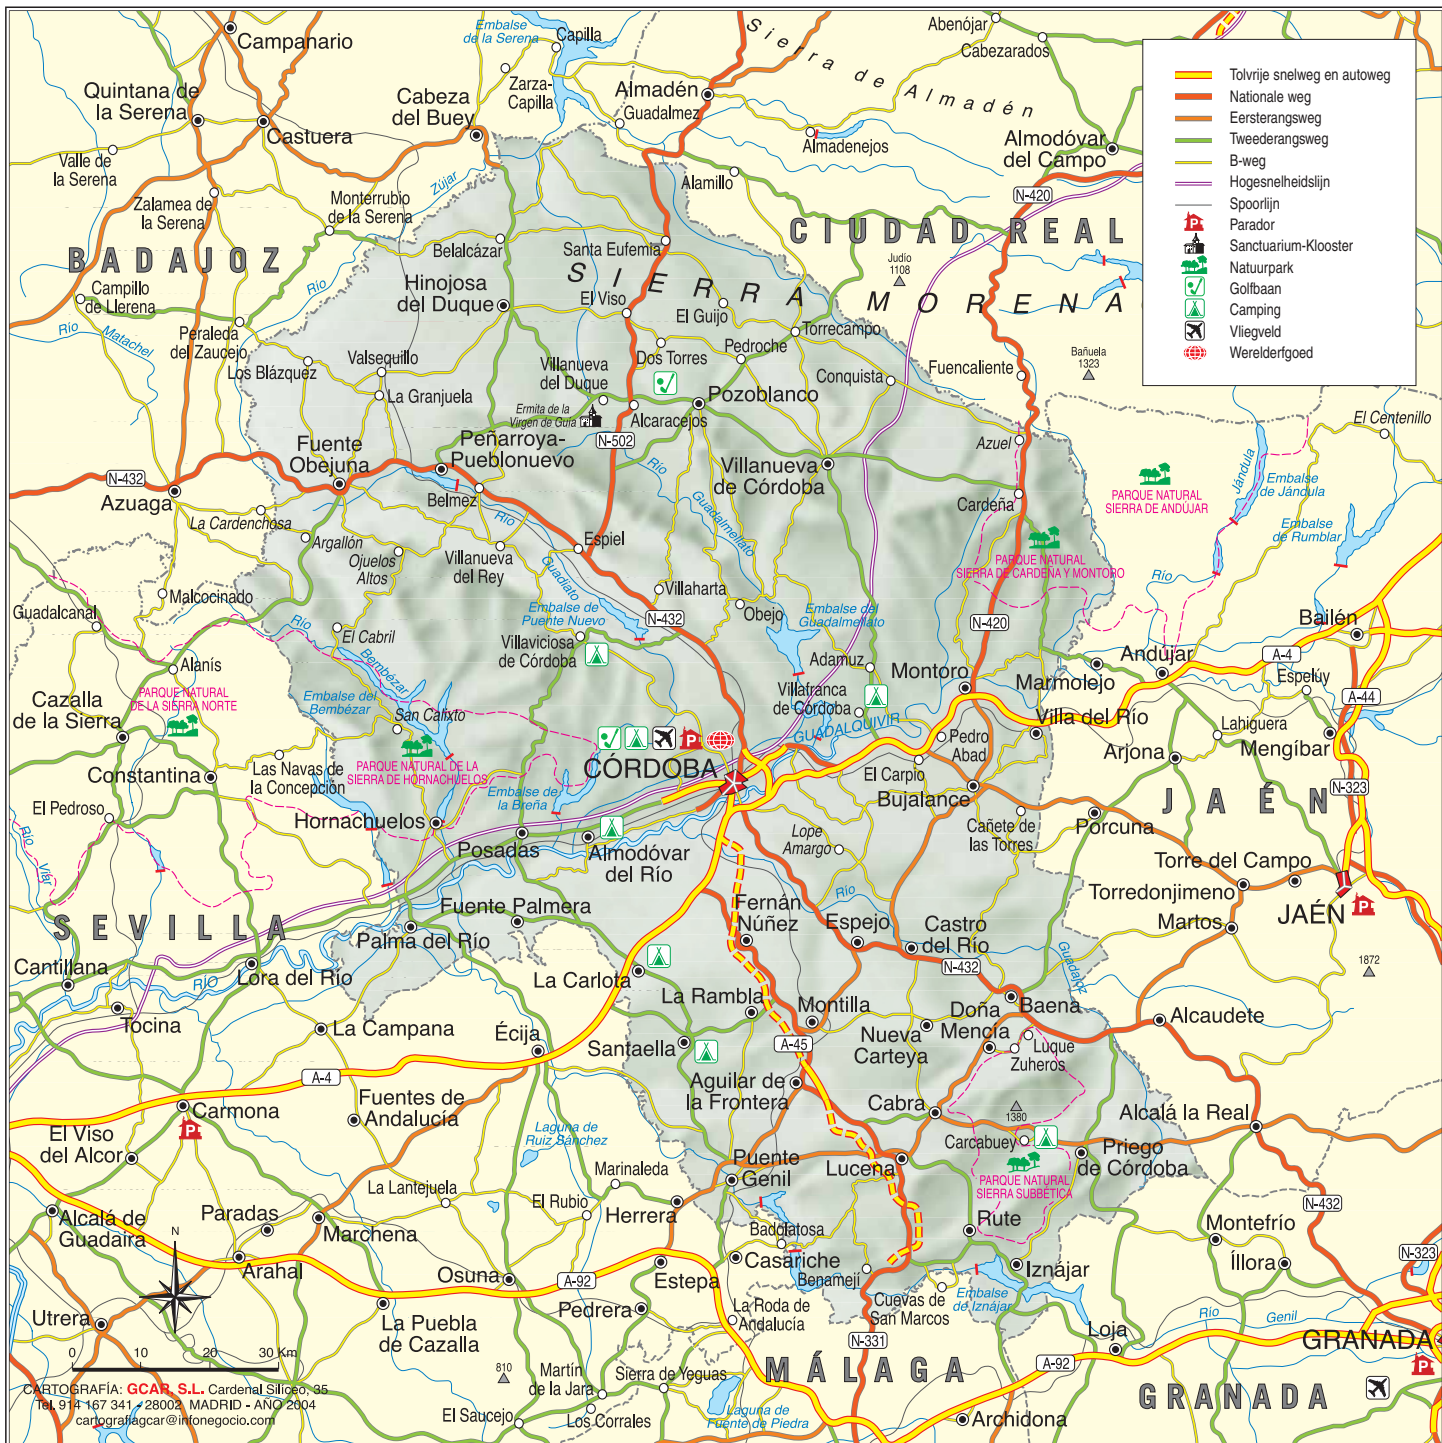 Tolvrije snelweg en autoweg
Nationale weg
Eersterangsweg
Tweederangsweg
B-weg
Hogesnelheidslijn
Spoorlijn
Parador
Sanctuarium-Klooster
Natuurpark
Golfbaan
Camping
Vliegveld
Werelderfgoed
Campanario
Embalse
de la Serena
Capilla
Abenójar
Cabezarados
Sierra de Almadén
Quintana de
la Serena
Castuera
Cabeza
del Buey
Zarza-
Capilla
Almadén
Guadalmez
Almadenejos
Almodóvar
del Campo
Valle de
la Serena
Zalamea de
la Serena
Monterrubio
de la Serena
Zújar
Alamillo
N-420
BADAJOZ
CIUDAD REAL
Belalcázar
Santa Eufemia
Judío
1108
SIERRA MORENA
Campillo
de Llerena
Río
Hinojosa
del Duque
El Viso
El Guijo
Torrecampo
Río
Matachel
Peraleda
del Zaucejo
Los Blázquez
Valsequillo
La Granjuela
Villanueva
del Duque
Dos Torres
Pedroche
Conquista
Fuencaliente
Bañuela
1323
Ermita de la
Virgen de Guía
Alcaracejos
Pozoblanco
Azuel
El Centenillo
Fuente
Obejuna
Peñarroya-
Pueblonuevo
N-502
Villanueva
de Córdoba
Cardeña
PARQUE NATURAL
SIERRA DE ANDÚJAR
Jándula
Embalse
de Jándula
N-432
Azuaga
Belmez
Río
Río
Guadalmellato
Embalse
de Rumblar
La Cardenchosa
Argallón
Ojuelos
Altos
Villanueva
del Rey
Espiel
Guadiato
PARQUE NATURAL
SIERRA DE CARDEÑA Y MONTORO
Río
Malcocinado
Villaharta
Obejo
Guadalcanal
Río
El Cabril
Embalse de
Puente Nuevo
N-432
Embalse del
Guadalmellato
N-420
Bailén
Alanís
Bembézar
Villaviciosa
de Córdoba
Adamuz
Montoro
Marmolejo
Andújar
A-4
Espelúy
A-44
Cazalla
de la Sierra
PARQUE NATURAL
DE LA SIERRA NORTE
Embalse del
Bembézar
San Calixto
Villafranca
de Córdoba
GUADALQUIVIR
Villa del Río
Lahiguera
Mengíbar
Arjona
Constantina
Las Navas de
la Concepción
PARQUE NATURAL DE LA
SIERRA DE HORNACHUELOS
CÓRDOBA
Pedro
Abad
El Carpio
Bujalance
N-323
El Pedroso
Hornachuelos
Embalse de
la Breña
Cañete de
las Torres
Porcuna
JAÉN
Río
Viar
Posadas
Almodóvar
del Río
Lope
Amargo
Torre del Campo
Torredonjimeno
Martos
JAÉN
SEVILLA
Fuente Palmera
Palma del Río
Fernán
Núñez
Río
Espejo
Castro
del Río
Guadajoz
1872
Cantillana
RÍO
Lora del Río
La Carlota
N-432
Tocina
La Campana
Écija
La Rambla
Montilla
Doña
Mencía
Baena
Alcaudete
Santaella
A-45
Nueva
Carteya
Luque
Zuheros
A-4
Carmona
Fuentes de
Andalucía
Aguilar de
la Frontera
Cabra
1380
Alcalá la Real
El Viso
del Alcor
Laguna de
Ruiz Sánchez
Carcabuey
Marinaleda
Puente
Genil
Lucena
Priego
de Córdoba
PARQUE NATURAL
SIERRA SUBBÉTICA
La Lantejuela
El Rubio
Alcalá de
Guadaira
Paradas
Marchena
Herrera
Badolatosa
Rute
Montefrío
N-432
Arahal
Osuna
A-92
Estepa
Casariche
Benamejí
Iznájar
Íllora
N-323
N
Utrera
La Puebla
de Cazalla
Pedrera
La Roda de
Andalucía
Cuevas de
San Marcos
Embalse
de Iznájar
Río
Genil
0 10 20 30 Km
N-331
Loja
GRANADA
810
Martín
de la Jara
Sierra de Yeguas
MÁLAGA
A-92
GRANADA
CARTOGRAFÍA: GCAR, S.L. Cardenal Silíceo, 35
Tel. 914 167 341 - 28002 MADRID - AÑO 2004
cartografiagcar@infonegocio.com
El Saucejo
Los Corrales
Laguna de
Fuente de Piedra
Archidona